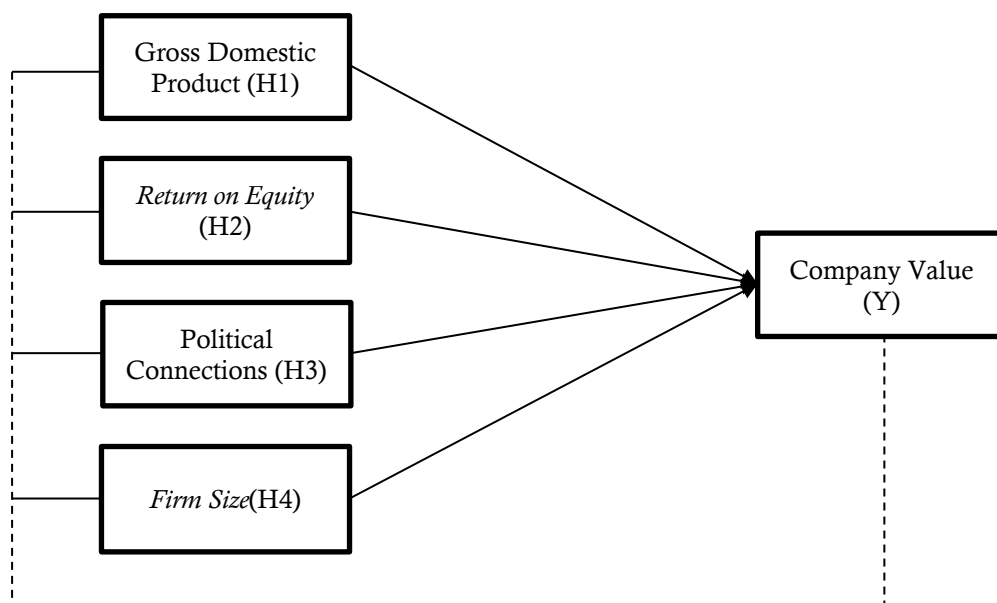 Gross Domestic
Product (H1)
Return on Equity
(H2)
Political
Connections (H3)
Firm Size(H4)
Company Value
(Y)